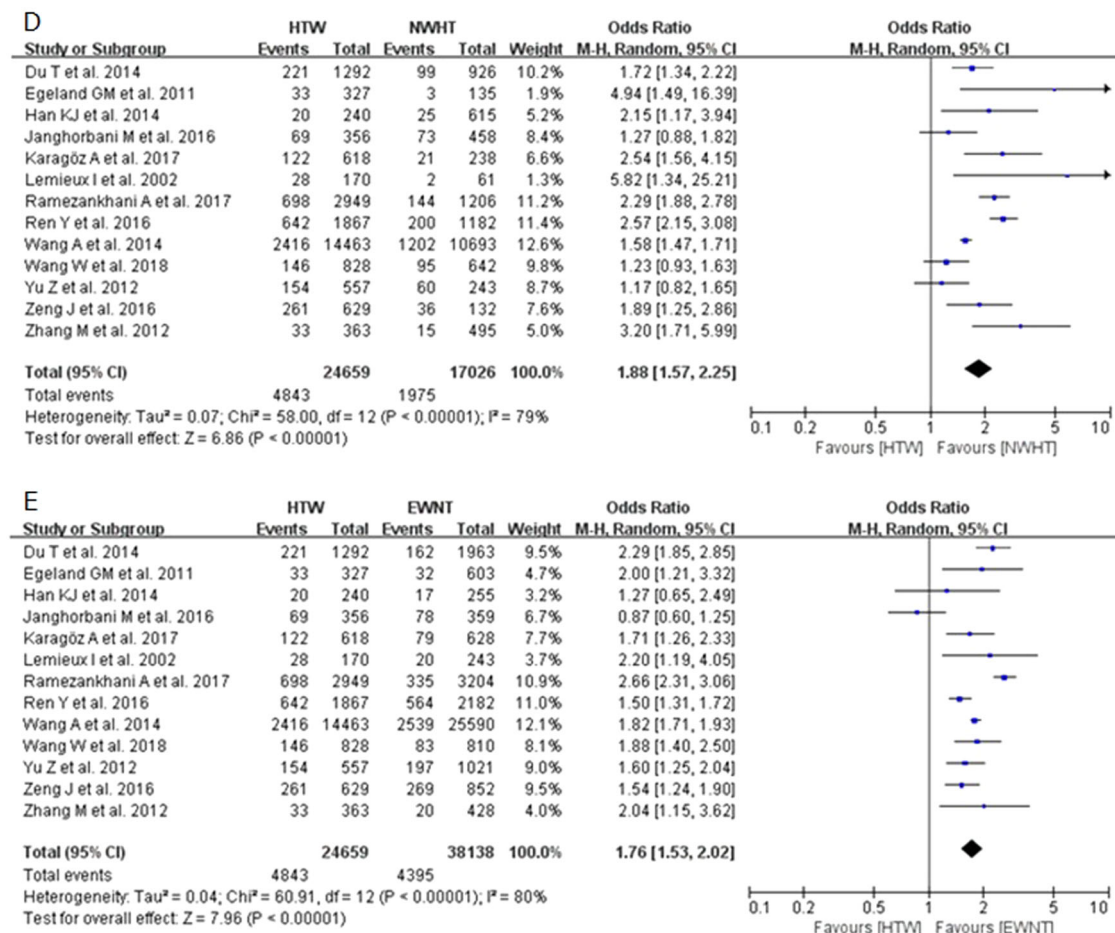 D
HTW NWHT Odds Ratio Odds Ratio
Study or Subgroup Events Total Events Total Weight M-H, Random, 95% CI M-H, Random, 95% CI
Du T et al. 2014 221 1292 99 926 10.2% 1.72 [1.34, 2.22]
Egeland GM et al. 2011 33 327 3 135 1.9% 4.94 [1.49, 16.39]
Han KJ et al. 2014 20 240 25 615 5.2% 2.15 [1.17, 3.94]
Janghorbani M et al. 2016 69 356 73 458 8.4% 1.27 [0.88, 1.82]
Karagöz A et al. 2017 122 618 21 238 6.6% 2.54 [1.56, 4.15]
Lemieux I et al. 2002 28 170 2 61 1.3% 5.82 [1.34, 25.21]
Ramezankhani A et al. 2017 698 2949 144 1206 11.2% 2.29 [1.88, 2.78]
Ren Y et al. 2016 642 1867 200 1182 11.4% 2.57 [2.15, 3.08]
Wang A et al. 2014 2416 14463 1202 10693 12.6% 1.58 [1.47, 1.71]
Wang W et al. 2018 146 828 95 642 9.8% 1.23 [0.93, 1.63]
Yu Z et al. 2012 154 557 60 243 8.7% 1.17 [0.82, 1.65]
Zeng J et al. 2016 261 629 36 132 7.6% 1.89 [1.25, 2.86]
Zhang M et al. 2012 33 363 15 495 5.0% 3.20 [1.71, 5.99]
Total (95% CI) 24659 17026 100.0% 1.88 [1.57, 2.25]
Total events 4843 1975
Heterogeneity: Tau² = 0.07; Chi² = 58.00, df = 12 (P < 0.00001); I² = 79%
Test for overall effect: Z = 6.86 (P < 0.00001)
0.1 0.2 0.5 1 2 5 10
Favours [HTW] Favours [NWHT]
E
HTW EWNT Odds Ratio Odds Ratio
Study or Subgroup Events Total Events Total Weight M-H, Random, 95% CI M-H, Random, 95% CI
Du T et al. 2014 221 1292 162 1963 9.5% 2.29 [1.85, 2.85]
Egeland GM et al. 2011 33 327 32 603 4.7% 2.00 [1.21, 3.32]
Han KJ et al. 2014 20 240 17 255 3.2% 1.27 [0.65, 2.49]
Janghorbani M et al. 2016 69 356 78 359 6.7% 0.87 [0.60, 1.25]
Karagöz A et al. 2017 122 618 79 628 7.7% 1.71 [1.26, 2.33]
Lemieux I et al. 2002 28 170 20 243 3.7% 2.20 [1.19, 4.05]
Ramezankhani A et al. 2017 698 2949 335 3204 10.9% 2.66 [2.31, 3.06]
Ren Y et al. 2016 642 1867 564 2182 11.0% 1.50 [1.31, 1.72]
Wang A et al. 2014 2416 14463 2539 25590 12.1% 1.82 [1.71, 1.93]
Wang W et al. 2018 146 828 83 810 8.1% 1.88 [1.40, 2.50]
Yu Z et al. 2012 154 557 197 1021 9.0% 1.60 [1.25, 2.04]
Zeng J et al. 2016 261 629 269 852 9.5% 1.54 [1.24, 1.90]
Zhang M et al. 2012 33 363 20 428 4.0% 2.04 [1.15, 3.62]
Total (95% CI) 24659 38138 100.0% 1.76 [1.53, 2.02]
Total events 4843 4395
Heterogeneity: Tau² = 0.04; Chi² = 60.91, df = 12 (P < 0.00001); I² = 80%
Test for overall effect: Z = 7.96 (P < 0.00001)
0.1 0.2 0.5 1 2 5 10
Favours [HTW] Favours [EWNT]